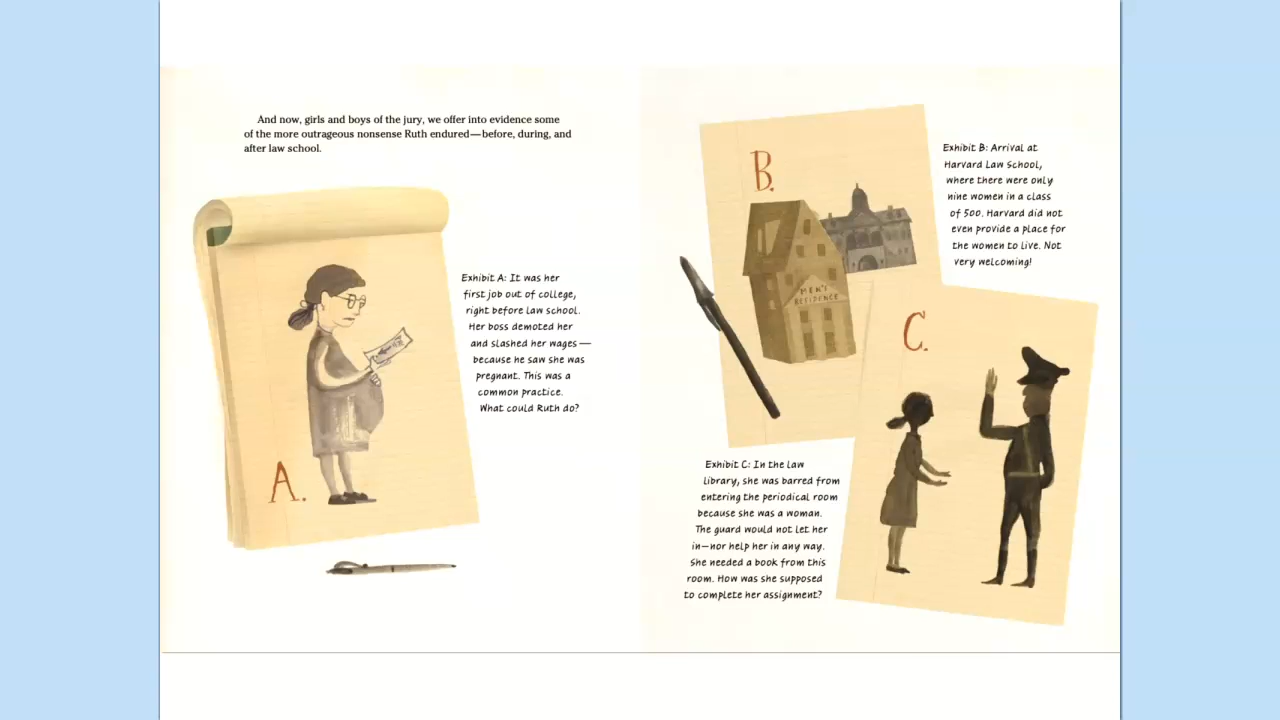 And now, girls and boys of the jury, we offer into evidence some
of the more outrageous nonsense Ruth endured—before, during, and
after law school.
Exhibit A: It was her
first job out of college,
right before law school.
Her boss demoted her
and slashed her wages—
because he saw she was
pregnant. This was a
common practice.
What could Ruth do?
A.
B.
MEN'S
RESIDENCE
Exhibit B: Arrival at
Harvard Law School,
where there were only
nine women in a class
of 500. Harvard did not
even provide a place for
the women to live. Not
very welcoming!
C.
Exhibit C: In the law
library, she was barred from
entering the periodical room
because she was a woman.
The guard would not let her
in—nor help her in any way.
She needed a book from this
room. How was she supposed
to complete her assignment?